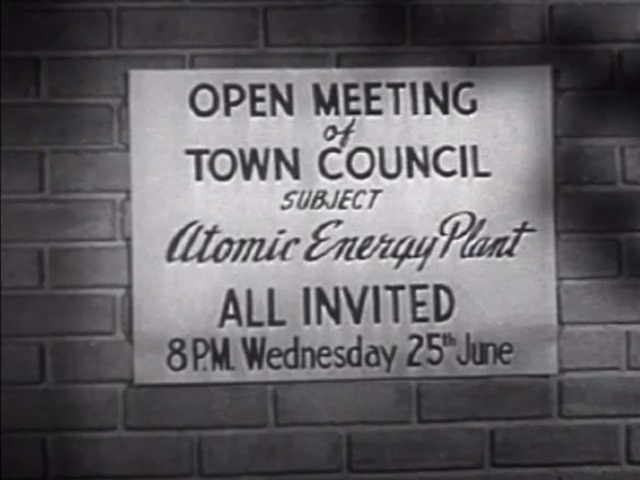 OPEN MEETING
of
TOWN COUNCIL
SUBJECT
Atomic Energy Plant
ALL INVITED
8 P.M. Wednesday 25th June